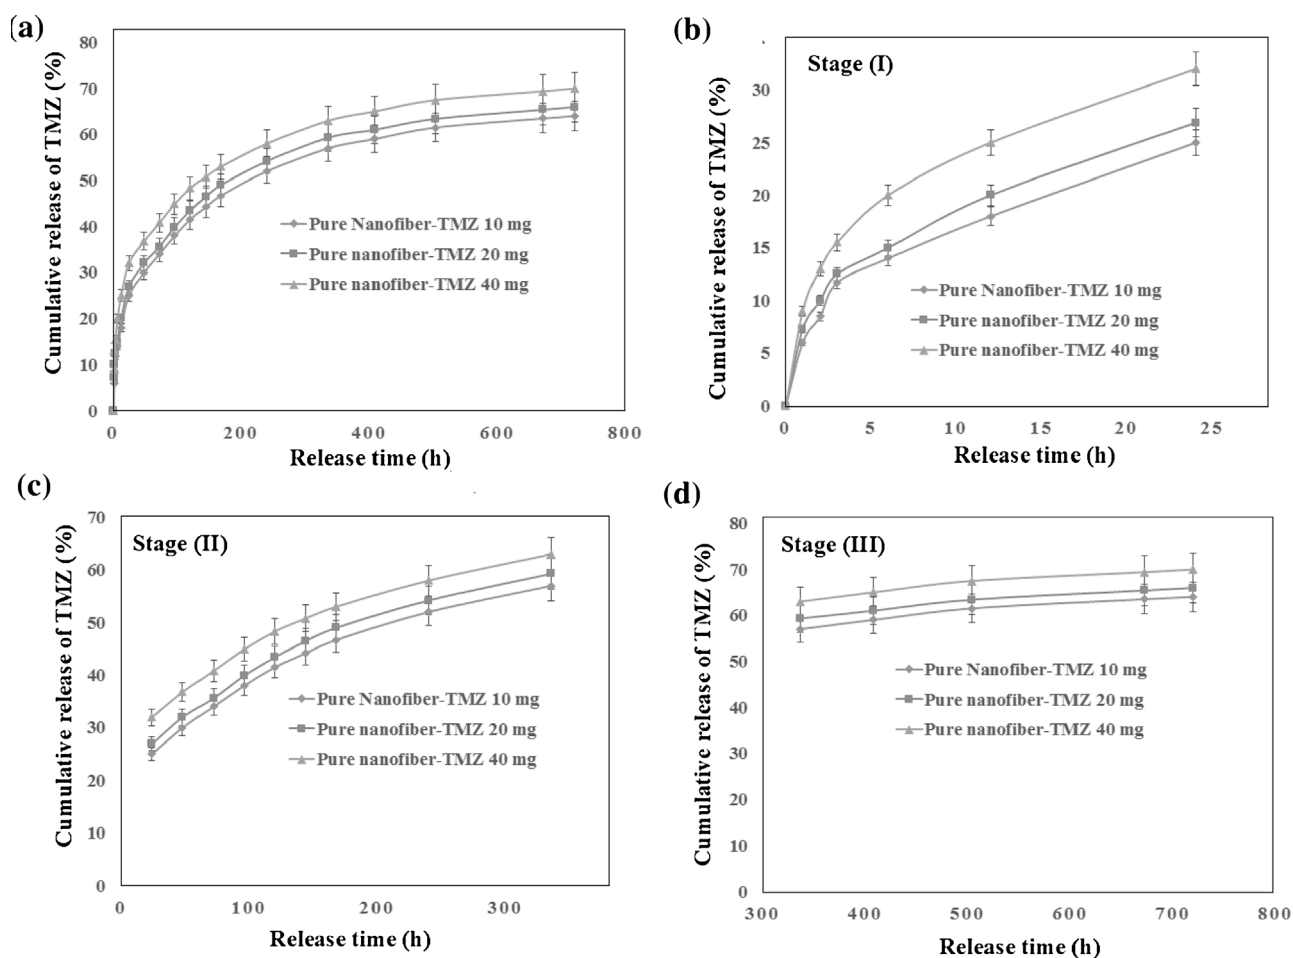 (a)
Cumulative release of TMZ (%)
80
70
60
50
40
30
20
10
0
Pure Nanofiber-TMZ 10 mg
Pure nanofiber-TMZ 20 mg
Pure nanofiber-TMZ 40 mg
0 200 400 600 800
Release time (h)
(b)
Stage (I)
Cumulative release of TMZ (%)
30
25
20
15
10
5
0
Pure Nanofiber-TMZ 10 mg
Pure nanofiber-TMZ 20 mg
Pure nanofiber-TMZ 40 mg
0 5 10 15 20 25
Release time (h)
(c)
Stage (II)
Cumulative release of TMZ (%)
70
60
50
40
30
20
10
0
Pure Nanofiber-TMZ 10 mg
Pure nanofiber-TMZ 20 mg
Pure nanofiber-TMZ 40 mg
0 100 200 300
Release time (h)
(d)
Stage (III)
Cumulative release of TMZ (%)
80
70
60
50
40
30
20
10
0
Pure Nanofiber-TMZ 10 mg
Pure nanofiber-TMZ 20 mg
Pure nanofiber-TMZ 40 mg
300 400 500 600 700 800
Release time (h)